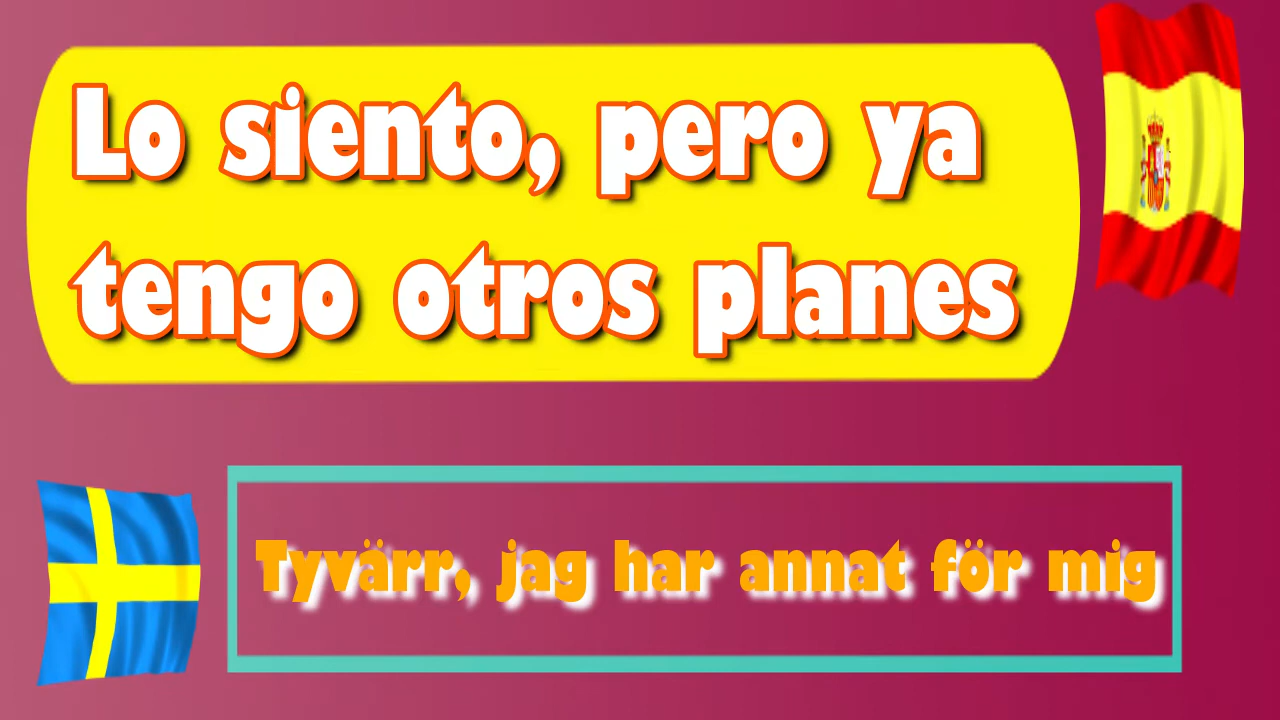 Lo siento, pero ya
tengo otros planes
Tyvärr, jag har annat för mig